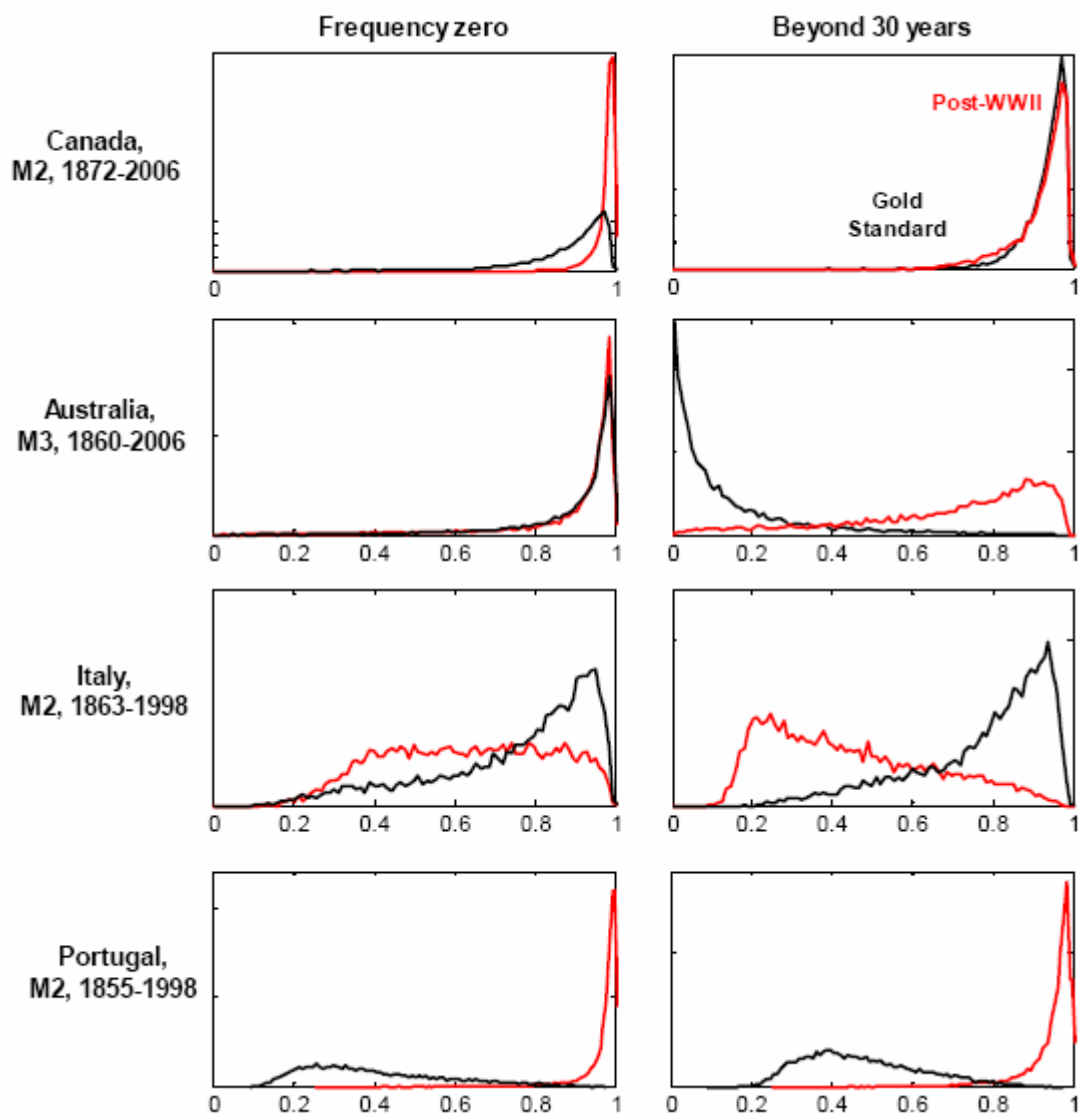 Frequency zero
Beyond 30 years
Canada,
M2, 1872-2006
Post-WWII
Gold
Standard
0 1
0 1
Australia,
M3, 1860-2006
0 0.2 0.4 0.6 0.8 1
0 0.2 0.4 0.6 0.8 1
Italy,
M2, 1863-1998
0 0.2 0.4 0.6 0.8 1
0 0.2 0.4 0.6 0.8 1
Portugal,
M2, 1855-1998
0 0.2 0.4 0.6 0.8 1
0 0.2 0.4 0.6 0.8 1